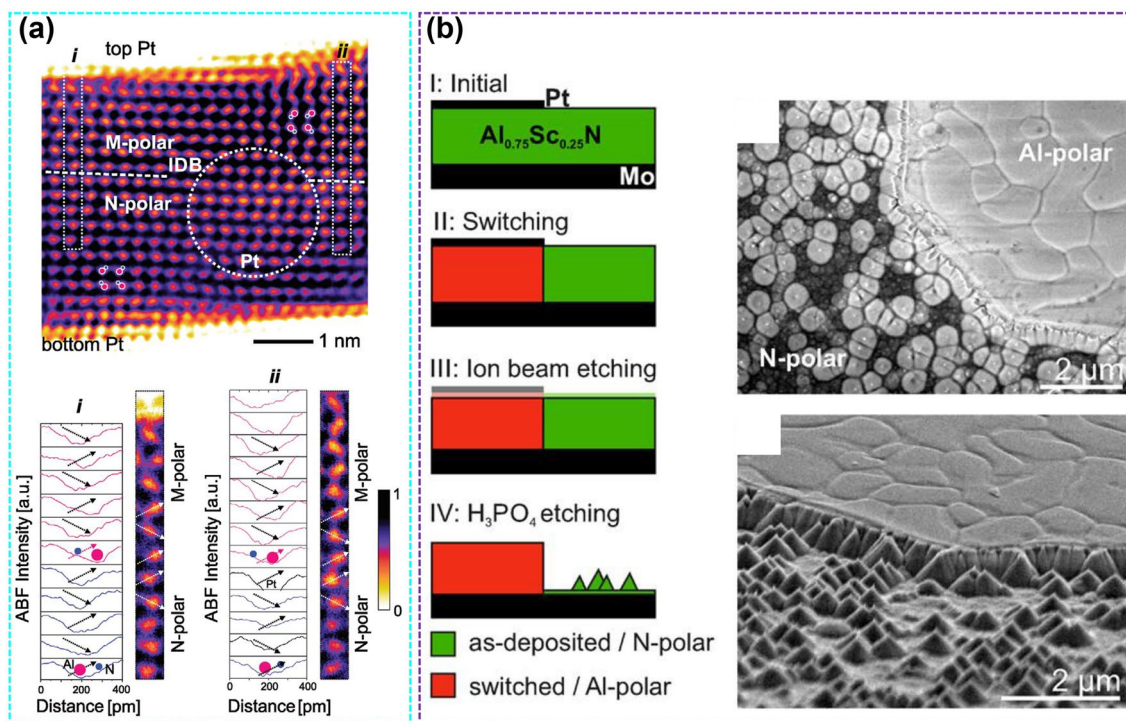 (a)
i
top Pt
ii
M-polar
IDB
N-polar
Pt
bottom Pt
1 nm
i
ii
ABF Intensity [a.u.]
M-polar
N-polar
Al
N
0 200 400
Distance [pm]
ABF Intensity [a.u.]
Pt
M-polar
N-polar
0 200 400
Distance [pm]
1
0
(b)
I: Initial
Pt
Al₀.₇₅Sc₀.₂₅N
Mo
II: Switching
III: Ion beam etching
IV: H₃PO₄ etching
as-deposited / N-polar
switched / Al-polar
Al-polar
N-polar
2 µm
2 µm